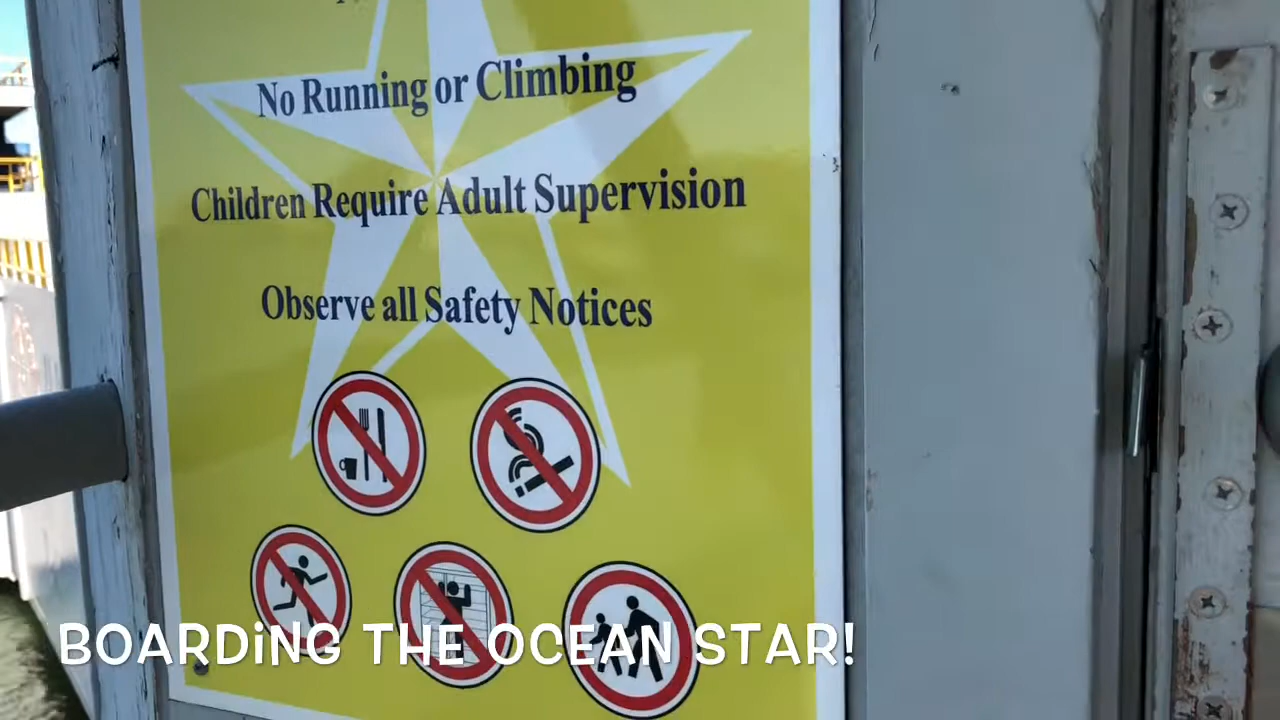 No Running or Climbing
Children Require Adult Supervision
Observe all Safety Notices
BOARDiNG THE OCEAN STAR!